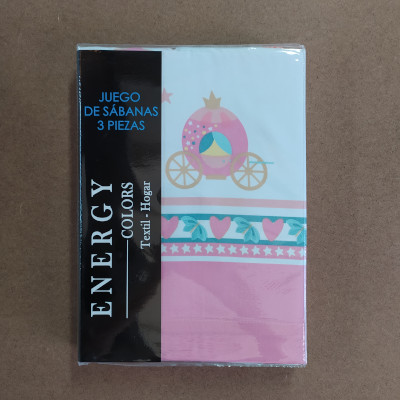 JUEGO
DE SÁBANAS
3 PIEZAS
ENERGY
COLORS
Textil - Hogar